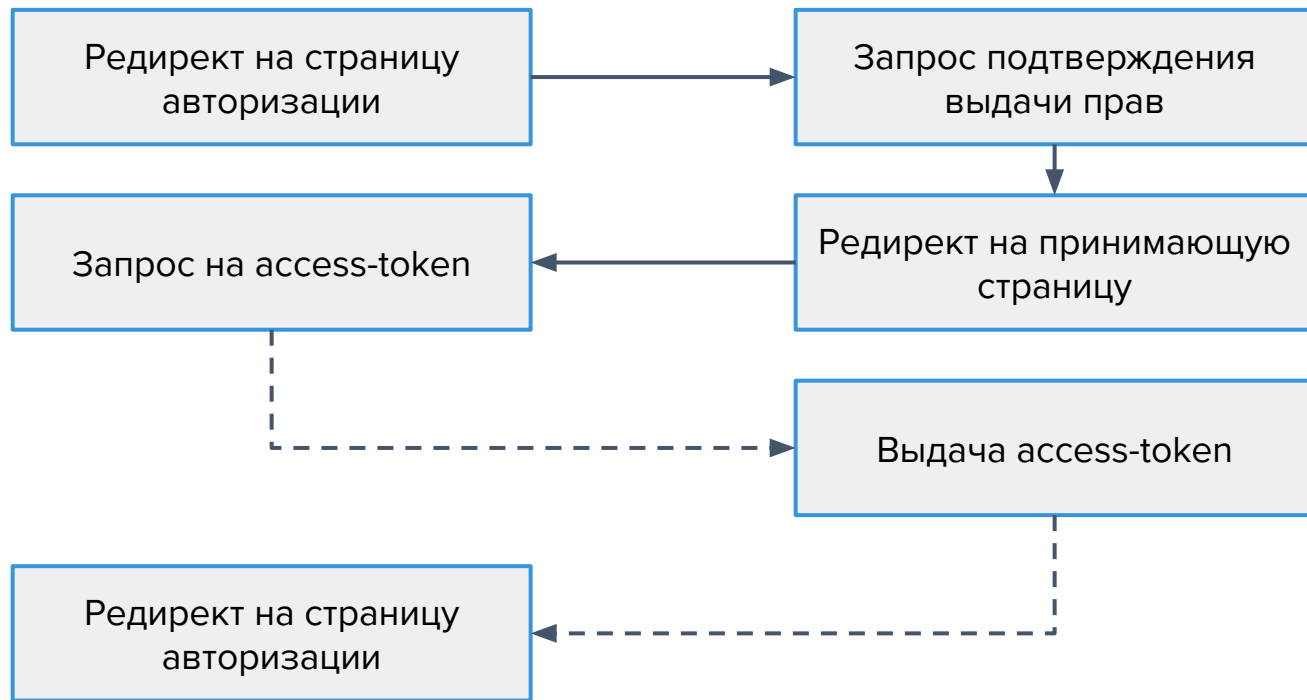 Редирект на страницу
авторизации
Запрос подтверждения
выдачи прав
Редирект на принимающую
страницу
Запрос на access-token
Выдача access-token
Редирект на страницу
авторизации